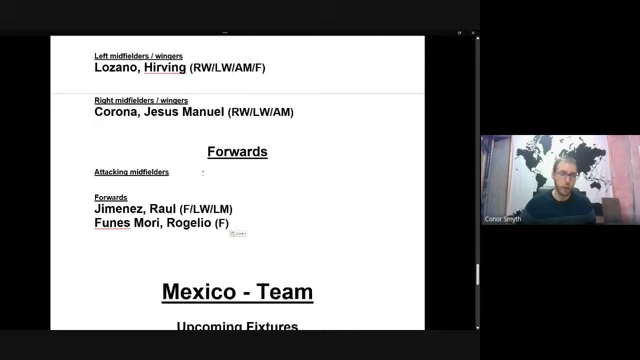 Left midfielders / wingers
Lozano, Hirving (RW/LW/AM/F)
Right midfielders / wingers
Corona, Jesus Manuel (RW/LW/AM)
Forwards
Attacking midfielders
Forwards
Jimenez, Raul (F/LW/LM)
Funes Mori, Rogelio (F)
Mexico - Team
Upcoming Fixtures
Conor Smyth